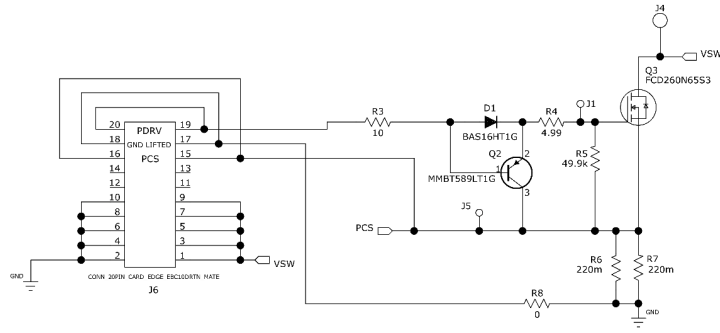 J4
VSW
Q3
FCD260N65S3
D1
BAS16HT1G
R4
4.99
J1
R3
10
20 PDRV 19
18 GND LIFTED 17
16 PCS 15
14 13
12 11
10 9
8 7
6 5
4 3
2 1
Q2
MMBT589LT1G
1
2
3
R5
49.9k
J5
PCS
VSW
GND
CONN 20PIN CARD EDGE EBC10DRTN MATE
J6
R6
220m
R7
220m
R8
0
GND